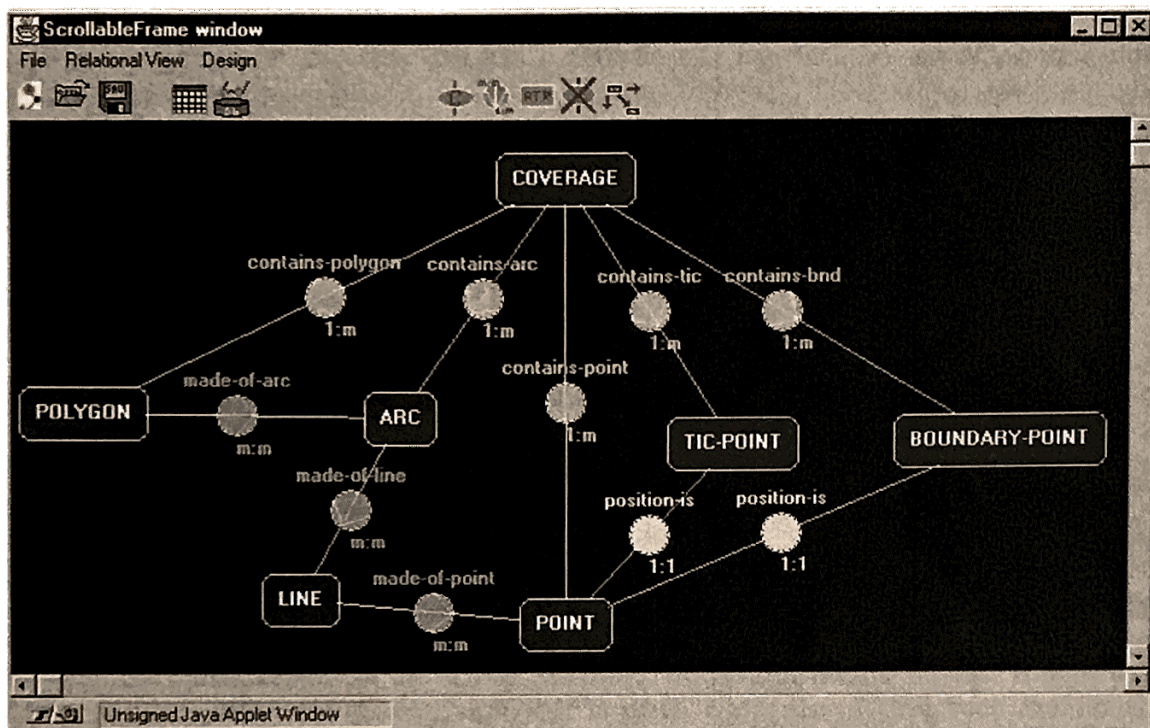 ScrollableFrame window
File Relational View Design
COVERAGE
contains-polygon contains-arc contains-tic contains-bnd
1:m 1:m 1:m 1:m
contains-point
1:m
made-of-arc
POLYGON ARC TIC-POINT BOUNDARY-POINT
m:m
made-of-line position-is position-is
m:m 1:1 1:1
made-of-point
LINE POINT
m:m
Unsigned Java Applet Window